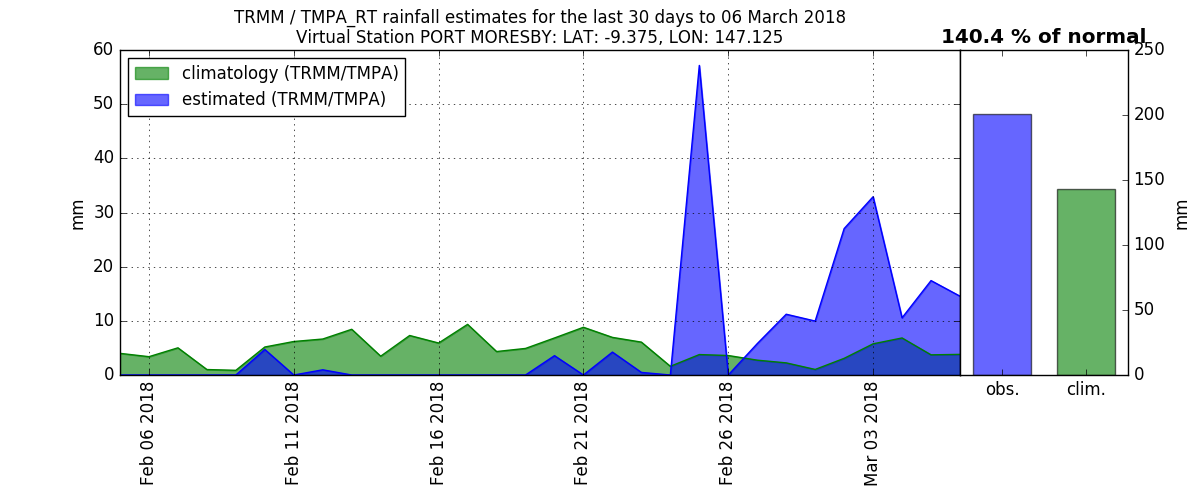 TRMM / TMPA_RT rainfall estimates for the last 30 days to 06 March 2018
Virtual Station PORT MORESBY: LAT: -9.375, LON: 147.125
140.4 % of normal
climatology (TRMM/TMPA)
estimated (TRMM/TMPA)
60
50
40
30
20
10
0
mm
Feb 06 2018
Feb 11 2018
Feb 16 2018
Feb 21 2018
Feb 26 2018
Mar 03 2018
obs.
clim.
250
200
150
100
50
0
mm